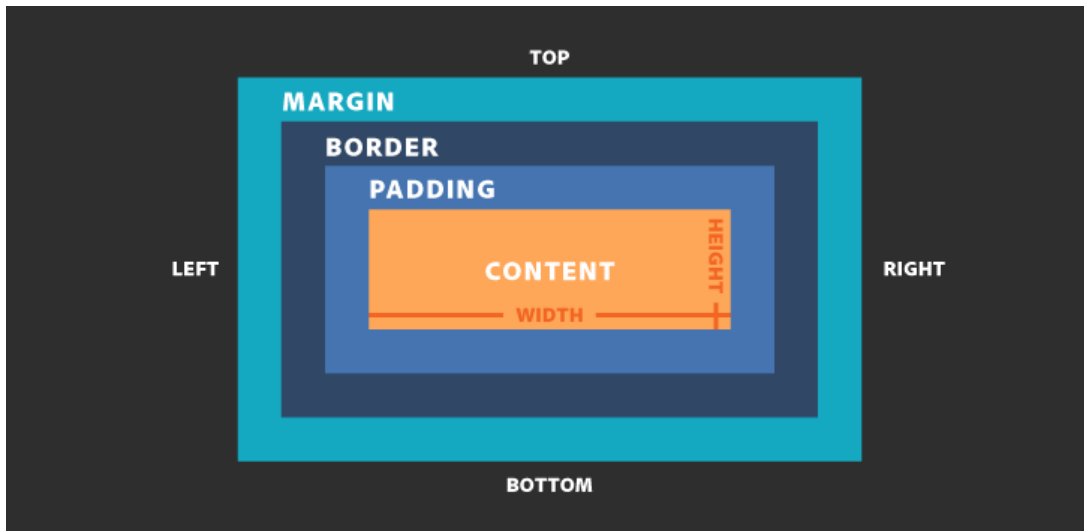 TOP
MARGIN
BORDER
PADDING
HEIGHT
LEFT
CONTENT
RIGHT
WIDTH
BOTTOM